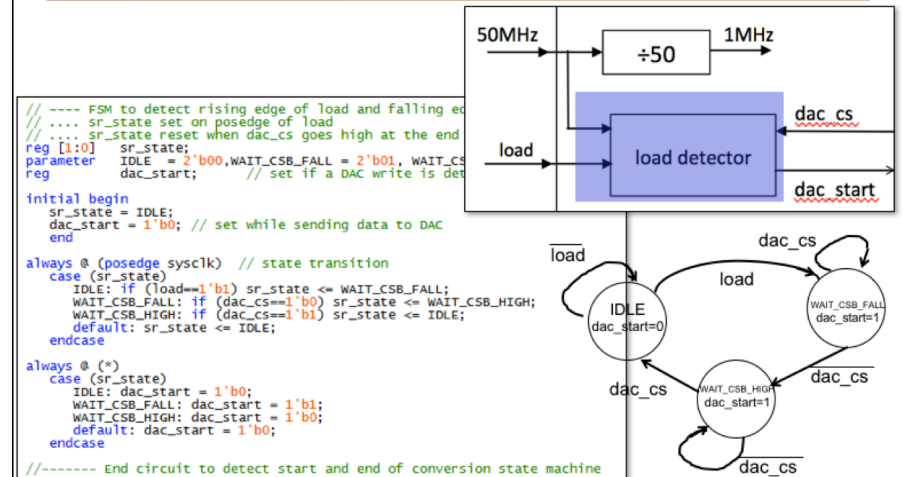 // ---- FSM to detect rising edge of load and falling
// .... sr_state set on posedge of load
// .... sr_state reset when dac_cs goes high at the end
reg [1:0]   sr_state;
parameter   IDLE  = 2'b00,WAIT_CSB_FALL = 2'b01,
reg         dac_start;      // set if a DAC write is
initial begin
   sr_state = IDLE;
   dac_start = 1'b0; // set while sending data to DAC
   end
always @ (posedge sysclk)  // state transition
   case (sr_state)
      IDLE: if (load==1'b1) sr_state <= WAIT_CSB_FALL;
      WAIT_CSB_FALL: if (dac_cs==1'b0) sr_state <= WAIT_CSB_HIGH;
      WAIT_CSB_HIGH: if (dac_cs==1'b1) sr_state <= IDLE;
      default: sr_state <= IDLE;
   endcase
always @ (*)
   case (sr_state)
      IDLE: dac_start = 1'b0;
      WAIT_CSB_FALL: dac_start = 1'b1;
      WAIT_CSB_HIGH: dac_start = 1'b0;
      default: dac_start = 1'b0;
   endcase
//------- End circuit to detect start and end of conversion state machine
50MHz
÷50
1MHz
load
load detector
dac_cs
dac_start
load
load
dac_cs
IDLE
dac_start=0
WAIT_CSB_FALL
dac_start=1
dac_cs
dac_cs
WAIT_CSB_HIGH
dac_start=1
dac_cs